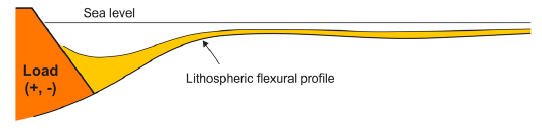 Sea level
Load
(+, -)
Lithospheric flexural profile